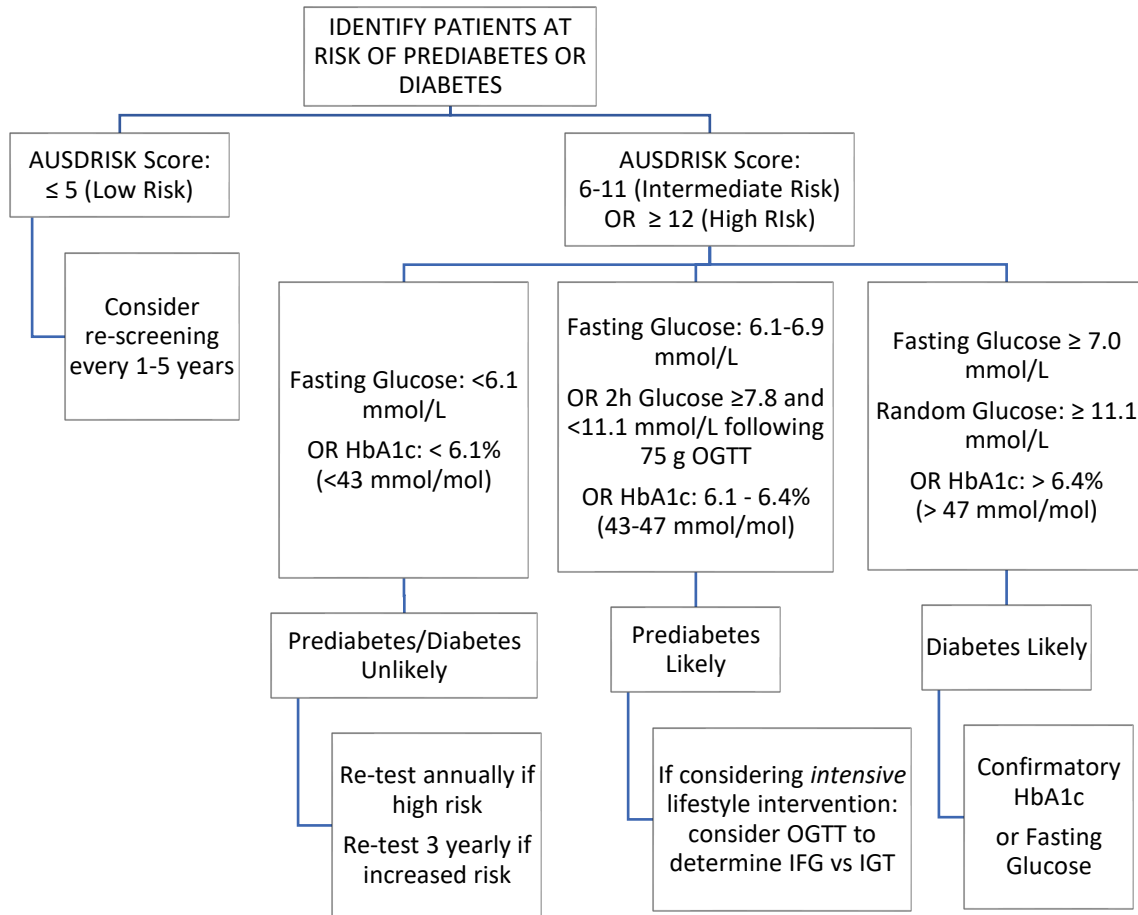 IDENTIFY PATIENTS AT
RISK OF PREDIABETES OR
DIABETES
AUSDRISK Score:
≤ 5 (Low Risk)
Consider
re-screening
every 1-5 years
AUSDRISK Score:
6-11 (Intermediate Risk)
OR ≥ 12 (High RIsk)
Fasting Glucose: <6.1
mmol/L
OR HbA1c: < 6.1%
(<43 mmol/mol)
Prediabetes/Diabetes
Unlikely
Re-test annually if
high risk
Re-test 3 yearly if
increased risk
Fasting Glucose: 6.1-6.9
mmol/L
OR 2h Glucose ≥7.8 and
<11.1 mmol/L following
75 g OGTT
OR HbA1c: 6.1 - 6.4%
(43-47 mmol/mol)
Prediabetes
Likely
If considering intensive
lifestyle intervention:
consider OGTT to
determine IFG vs IGT
Fasting Glucose ≥ 7.0
mmol/L
Random Glucose: ≥ 11.1
mmol/L
OR HbA1c: > 6.4%
(> 47 mmol/mol)
Diabetes Likely
Confirmatory
HbA1c
or Fasting
Glucose